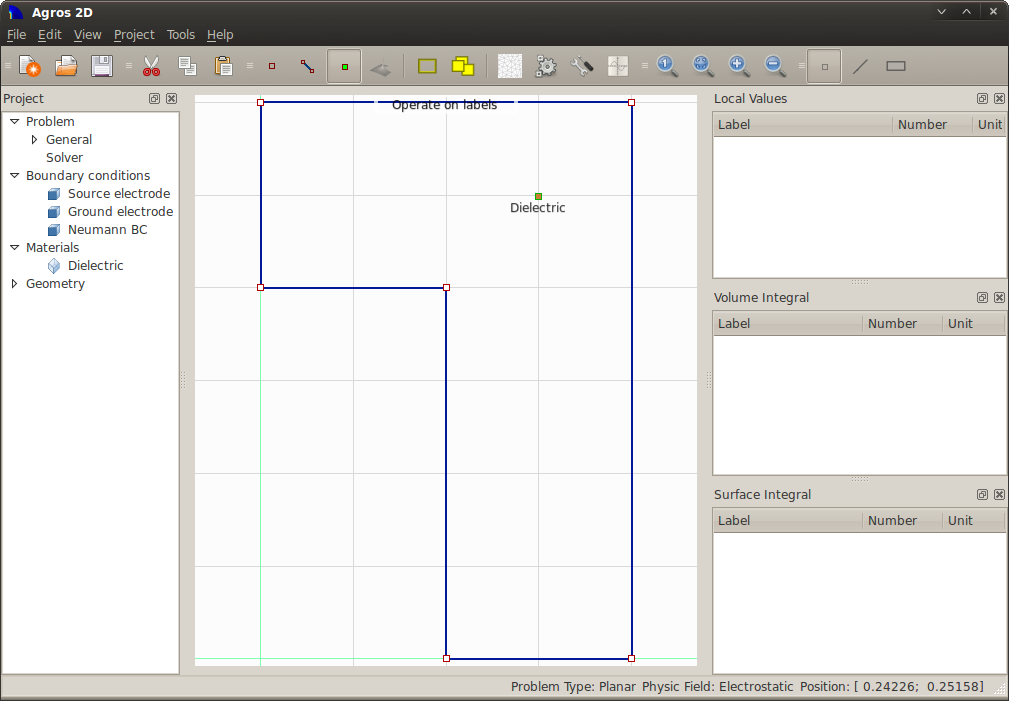 Agros 2D
File Edit View Project Tools Help
1
Project
Problem
General
Solver
Boundary conditions
Source electrode
Ground electrode
Neumann BC
Materials
Dielectric
Geometry
Operate on labels
Dielectric
Local Values
Label Number Unit
Volume Integral
Label Number Unit
Surface Integral
Label Number Unit
Problem Type: Planar Physic Field: Electrostatic Position: [ 0.24226; 0.25158]